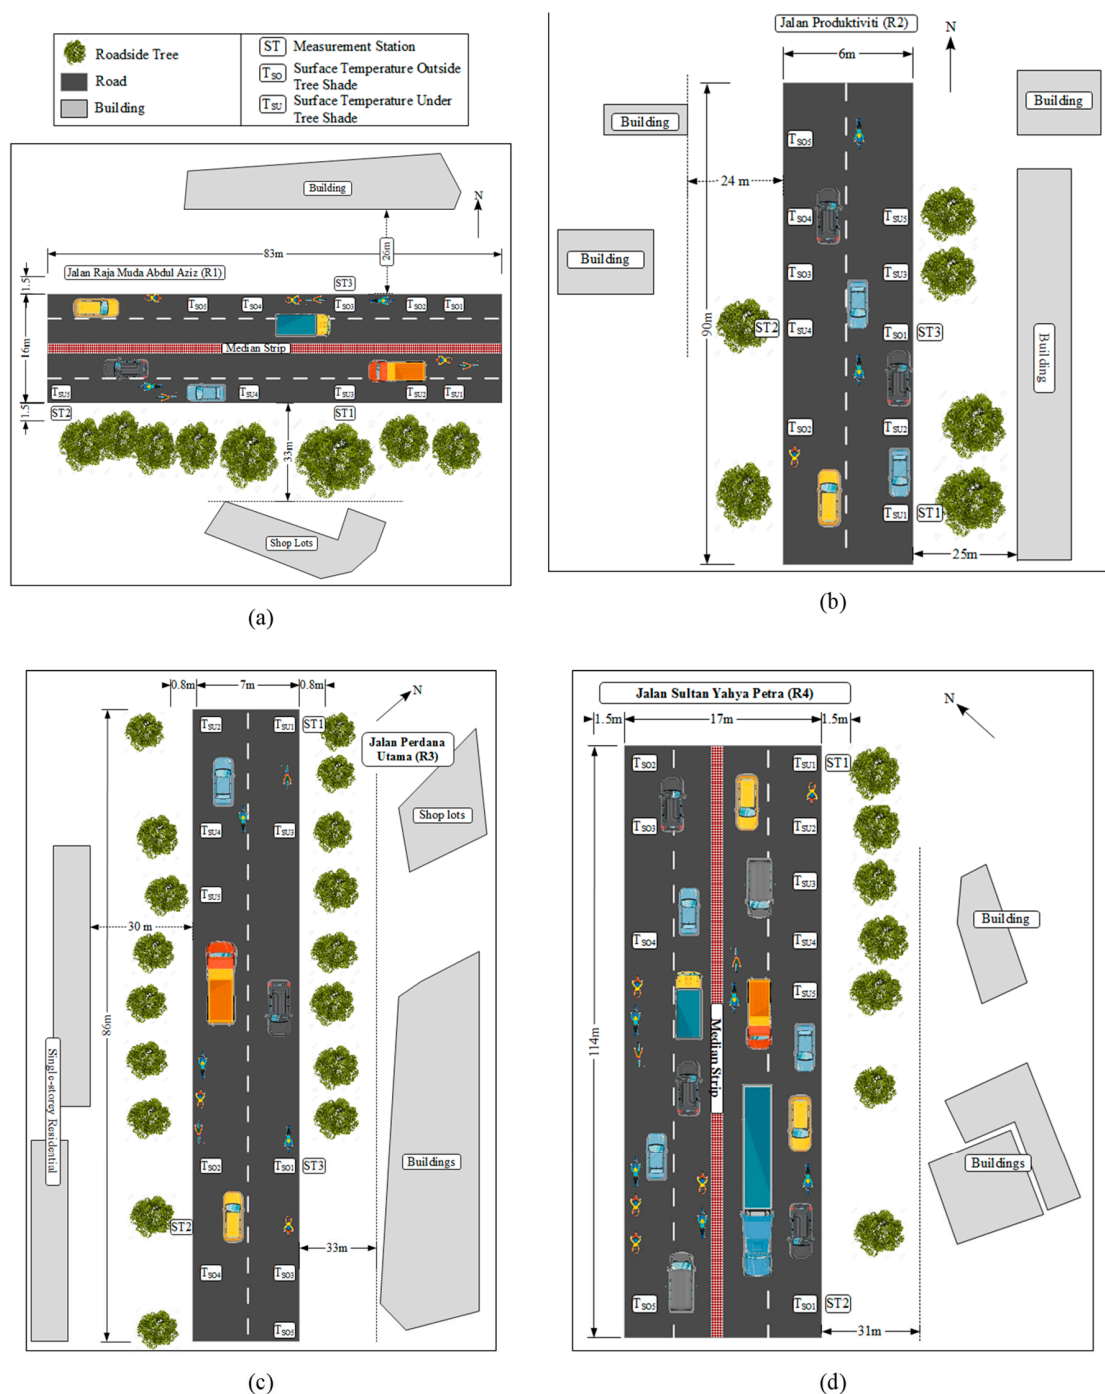 Roadside Tree
Road
Building
ST Measurement Station
TSO Surface Temperature Outside
Tree Shade
TSU Surface Temperature Under
Tree Shade
Building
N
83m
26m
Jalan Raja Muda Abdul Aziz (R1)
1.5
ST3
TSO5
TSO4
TSO3
TSO2
TSO1
16m
Median Strip
TSU5
TSU4
TSU3
TSU2
TSU1
1.5
ST2
ST1
33m
Shop Lots
(a)
Jalan Produktiviti (R2)
N
6m
Building
Building
TSO5
24 m
TSO4
TSU5
Building
TSO3
TSU3
90m
ST2
TSU4
TSO1
ST3
Building
TSO2
TSU2
TSU1
ST1
25m
(b)
0.8m
7m
0.8m
N
TSU2
TSU1
ST1
Jalan Perdana
Utama (R3)
Shop lots
TSU4
TSU3
TSU5
30 m
86m
Single-storey Residential
TSO2
TSO1
ST3
Buildings
ST2
33m
TSO4
TSO3
TSO5
(c)
Jalan Sultan Yahya Petra (R4)
N
1.5m
17m
1.5m
TSO2
TSU1
ST1
TSO3
TSU2
TSU3
Building
TSO4
TSU4
TSU5
114m
Median Strip
Buildings
TSO5
TSO1
ST2
31m
(d)